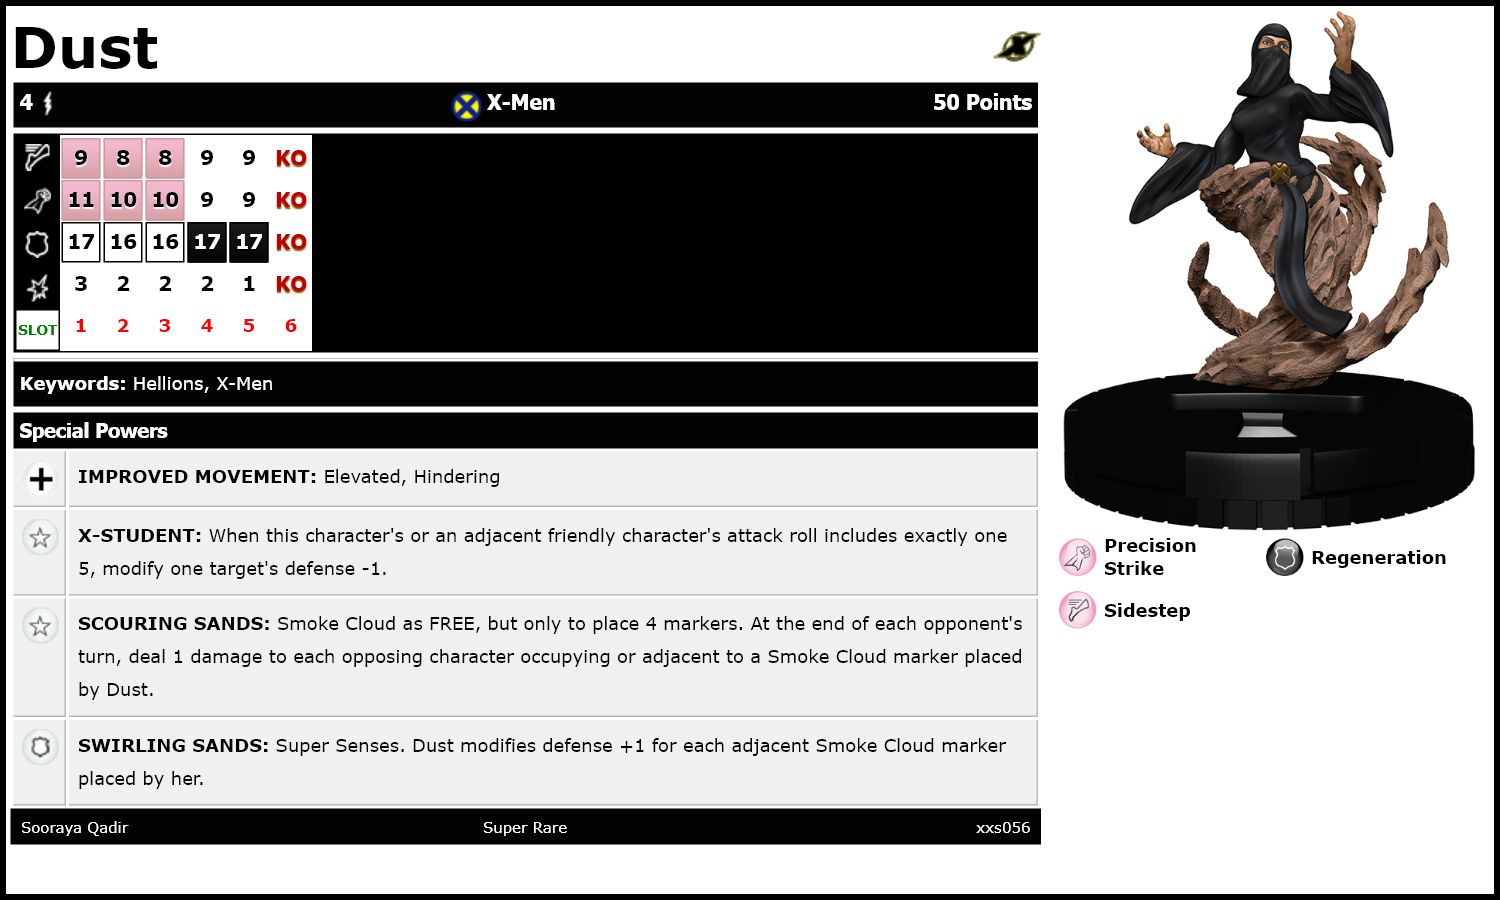 Dust
4 X-Men 50 Points
9 8 8 9 9 KO
11 10 10 9 9 KO
17 16 16 17 17 KO
3 2 2 2 1 KO
SLOT 1 2 3 4 5 6
Keywords: Hellions, X-Men
Special Powers
IMPROVED MOVEMENT: Elevated, Hindering
X-STUDENT: When this character's or an adjacent friendly character's attack roll includes exactly one
5, modify one target's defense -1.
SCOURING SANDS: Smoke Cloud as FREE, but only to place 4 markers. At the end of each opponent's
turn, deal 1 damage to each opposing character occupying or adjacent to a Smoke Cloud marker placed
by Dust.
SWIRLING SANDS: Super Senses. Dust modifies defense +1 for each adjacent Smoke Cloud marker
placed by her.
Sooraya Qadir Super Rare xxs056
Precision
Strike
Regeneration
Sidestep